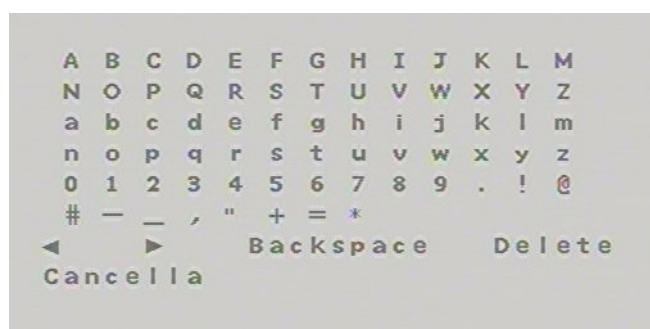 A B C D E F G H I J K L M
N O P Q R S T U V W X Y Z
a b c d e f g h i j k l m
n o p q r s t u v w x y z
0 1 2 3 4 5 6 7 8 9 . ! @
# — _ , " + = *
◀ ▶ Backspace Delete
Cancella